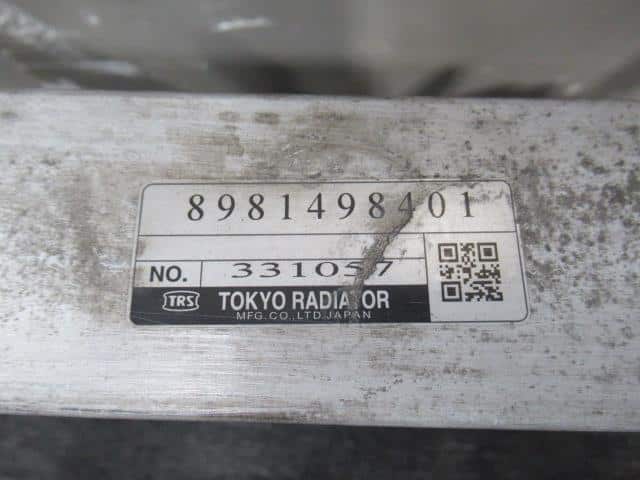 8981498401
NO. 331057
TRS TOKYO RADIATOR
MFG.CO.,LTD.JAPAN